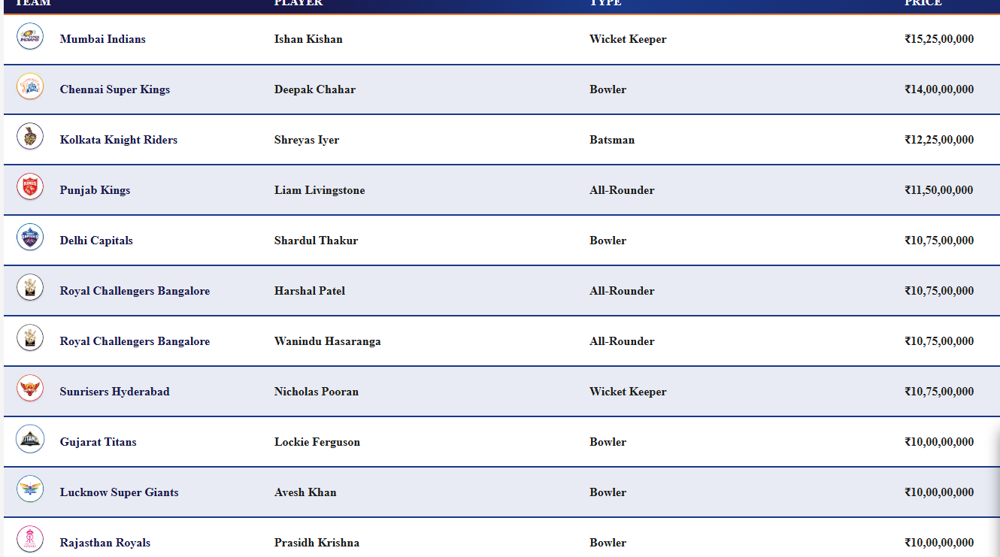 TEAM PLAYER TYPE PRICE
Mumbai Indians Ishan Kishan Wicket Keeper ₹15,25,00,000
Chennai Super Kings Deepak Chahar Bowler ₹14,00,00,000
Kolkata Knight Riders Shreyas Iyer Batsman ₹12,25,00,000
Punjab Kings Liam Livingstone All-Rounder ₹11,50,00,000
Delhi Capitals Shardul Thakur Bowler ₹10,75,00,000
Royal Challengers Bangalore Harshal Patel All-Rounder ₹10,75,00,000
Royal Challengers Bangalore Wanindu Hasaranga All-Rounder ₹10,75,00,000
Sunrisers Hyderabad Nicholas Pooran Wicket Keeper ₹10,75,00,000
Gujarat Titans Lockie Ferguson Bowler ₹10,00,00,000
Lucknow Super Giants Avesh Khan Bowler ₹10,00,00,000
Rajasthan Royals Prasidh Krishna Bowler ₹10,00,00,000